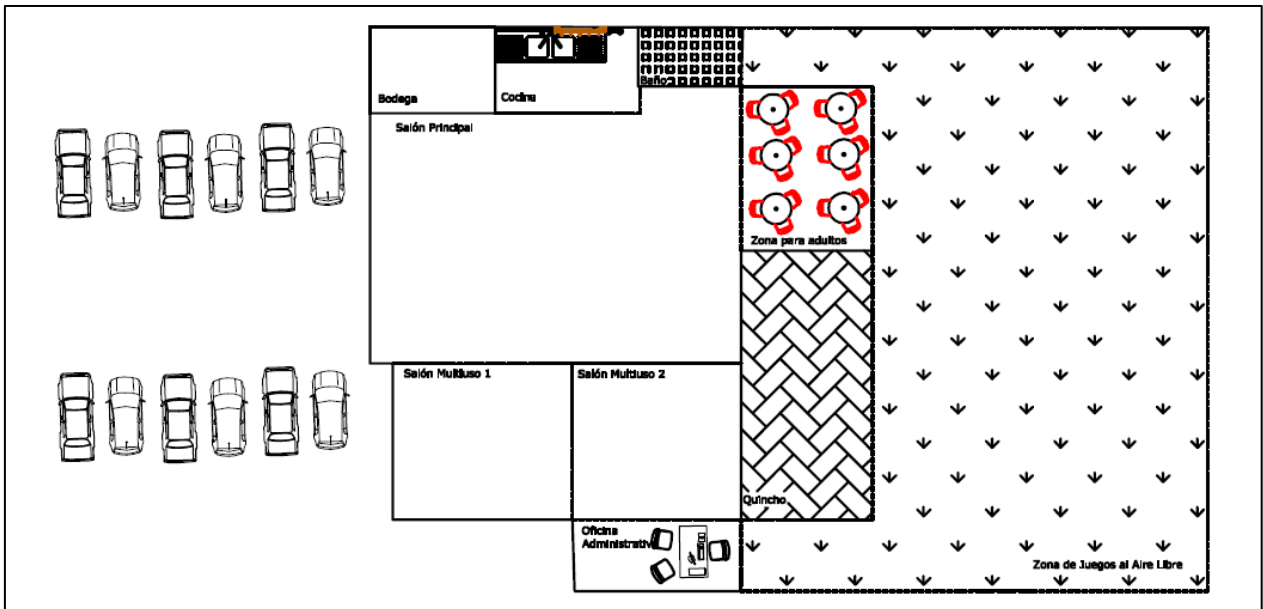 Bodega
Cocina
Baño
Salón Principal
Zona para adultos
Salón Multiuso 1
Salón Multiuso 2
Quincho
Oficina
Administrativ
Zona de Juegos al Aire Libre